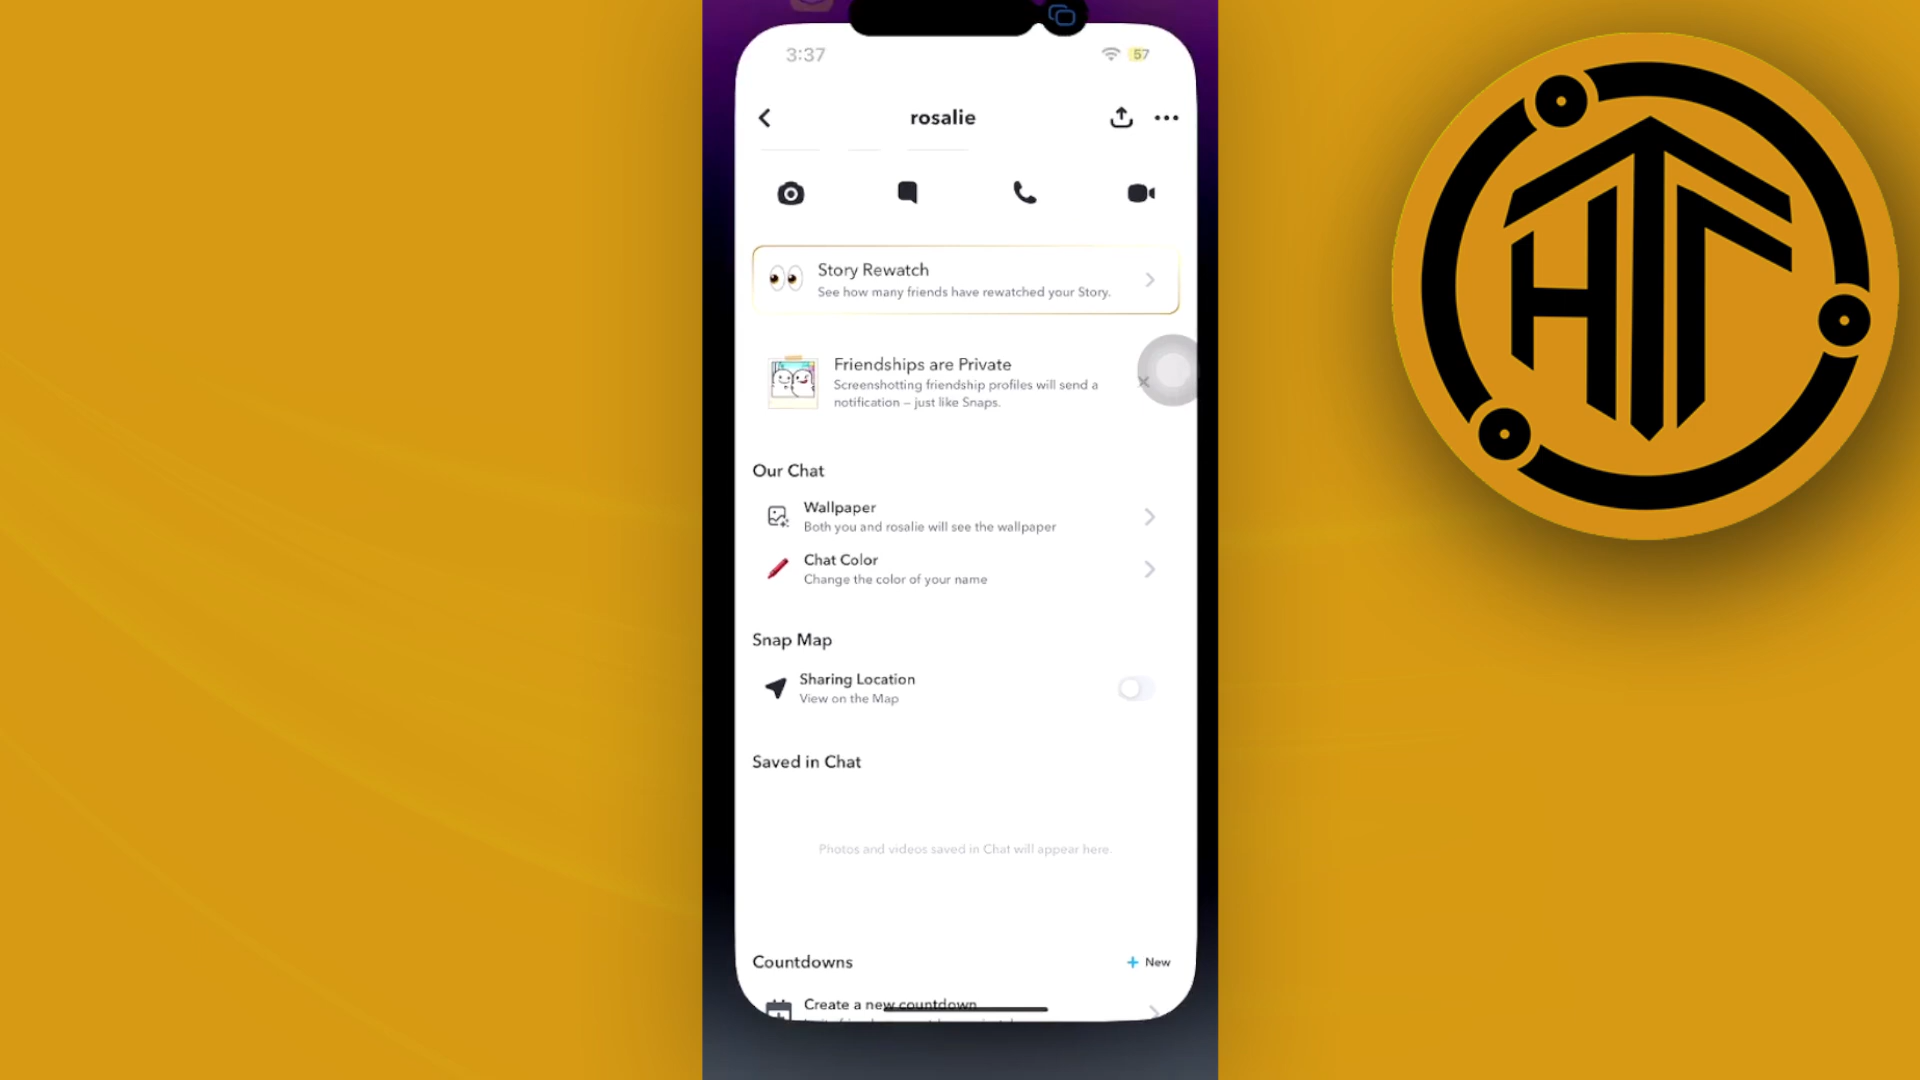 3:37
57
rosalie
Story Rewatch
See how many friends have rewatched your Story.
Friendships are Private
Screenshotting friendship profiles will send a
notification – just like Snaps.
Our Chat
Wallpaper
Both you and rosalie will see the wallpaper
Chat Color
Change the color of your name
Snap Map
Sharing Location
View on the Map
Saved in Chat
Photos and videos saved in Chat will appear here.
Countdowns
+ New
Create a new countdown
HTF